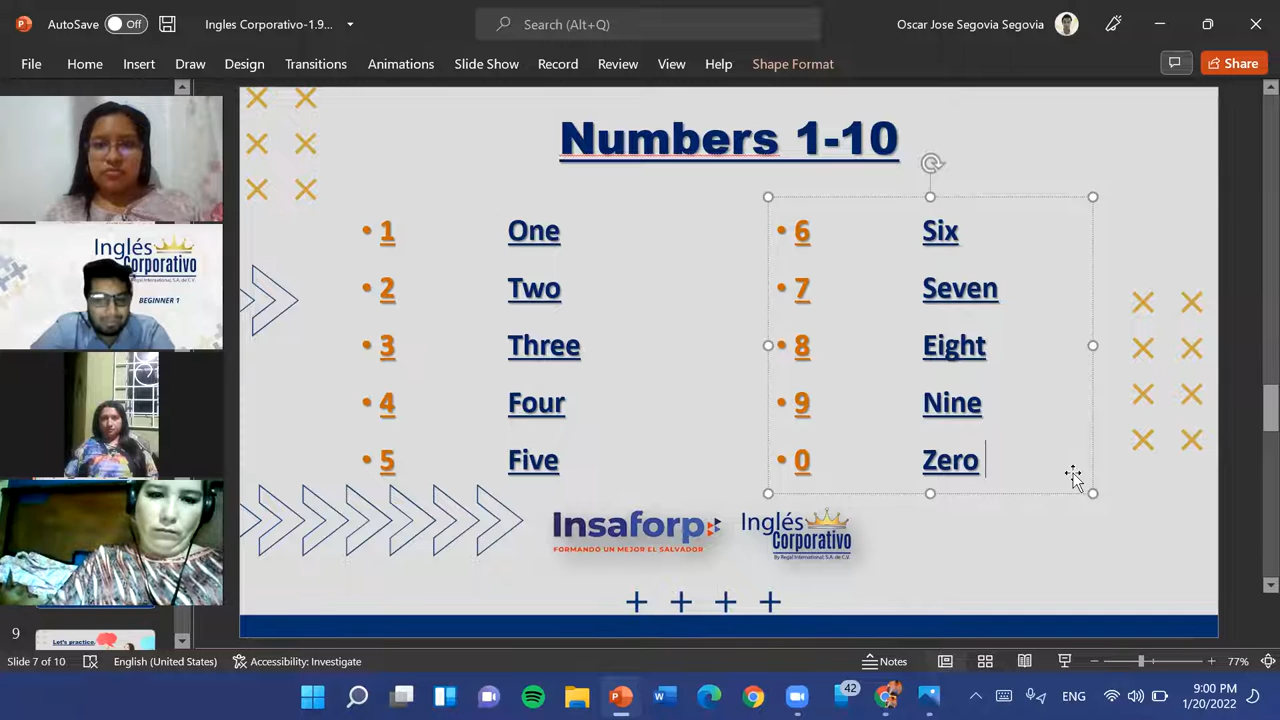 AutoSave Off Ingles Corporativo-1.9... Search (Alt+Q) Oscar Jose Segovia Segovia
File Home Insert Draw Design Transitions Animations Slide Show Record Review View Help Shape Format Share
Numbers 1-10
• 1 One
• 2 Two
• 3 Three
• 4 Four
• 5 Five
• 6 Six
• 7 Seven
• 8 Eight
• 9 Nine
• 0 Zero
Insaforp
FORMANDO UN MEJOR EL SALVADOR
Inglés
Corporativo
By Regal International, S.A. de C.V.
Inglés
Corporativo
BEGINNER 1
9
Let's practice.
Slide 7 of 10 English (United States) Accessibility: Investigate Notes 77%
42
ENG
9:00 PM
1/20/2022